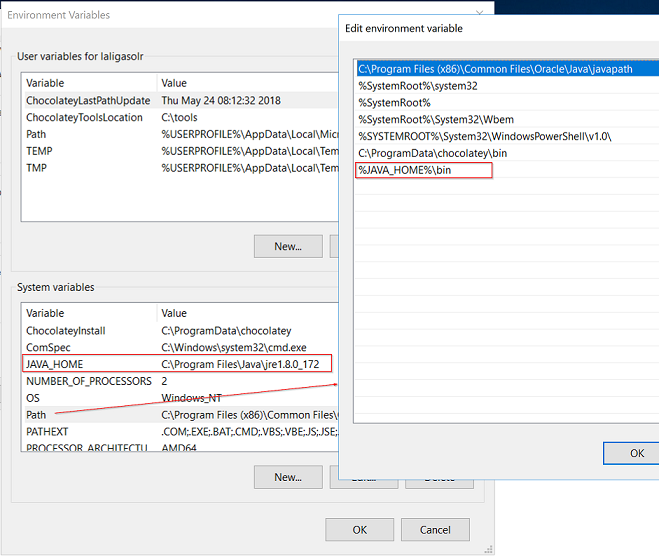 Environment Variables
User variables for laligasolr
Variable Value
ChocolateyLastPathUpdate Thu May 24 08:12:32 2018
ChocolateyToolsLocation C:\tools
Path %USERPROFILE%\AppData\Local\Mic
TEMP %USERPROFILE%\AppData\Local\Tem
TMP %USERPROFILE%\AppData\Local\Tem
New...
System variables
Variable Value
ChocolateyInstall C:\ProgramData\chocolatey
ComSpec C:\Windows\system32\cmd.exe
JAVA_HOME C:\Program Files\Java\jre1.8.0_172
NUMBER_OF_PROCESSORS 2
OS Windows_NT
Path C:\Program Files (x86)\Common Files\
PATHEXT .COM;.EXE;.BAT;.CMD;.VBS;.VBE;.JS;.JSE;
PROCESSOR_ARCHITECTU AMD64
New... Edit... Delete
OK Cancel
Edit environment variable
C:\Program Files (x86)\Common Files\Oracle\Java\javapath
%SystemRoot%\system32
%SystemRoot%
%SystemRoot%\System32\Wbem
%SYSTEMROOT%\System32\WindowsPowerShell\v1.0\
C:\ProgramData\chocolatey\bin
%JAVA_HOME%\bin
OK